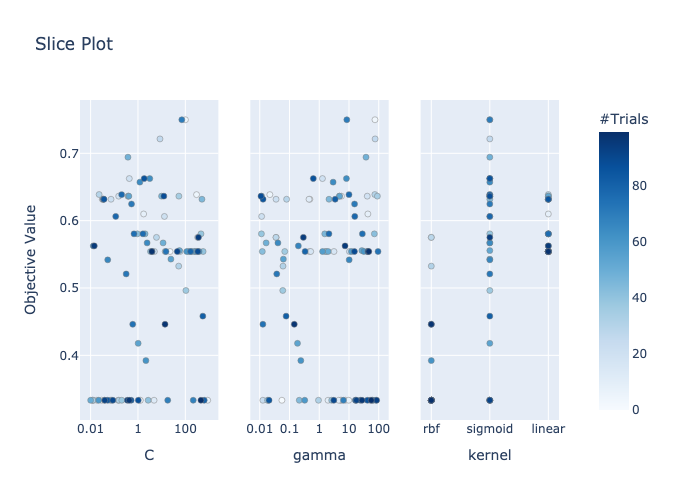 Slice Plot
#Trials
0.7
0.6
0.5
0.4
Objective Value
0.01 1 100
0.01 0.1 1 10 100
rbf sigmoid linear
C
gamma
kernel
80
60
40
20
0